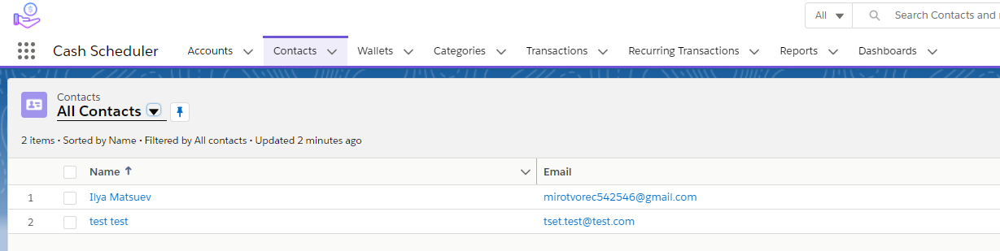 $
All
Search Contacts and
Cash Scheduler
Accounts
Contacts
Wallets
Categories
Transactions
Recurring Transactions
Reports
Dashboards
Contacts
All Contacts
2 items • Sorted by Name • Filtered by All contacts • Updated 2 minutes ago
Name
Email
1 Ilya Matsuev mirotvorec542546@gmail.com
2 test test tset.test@test.com